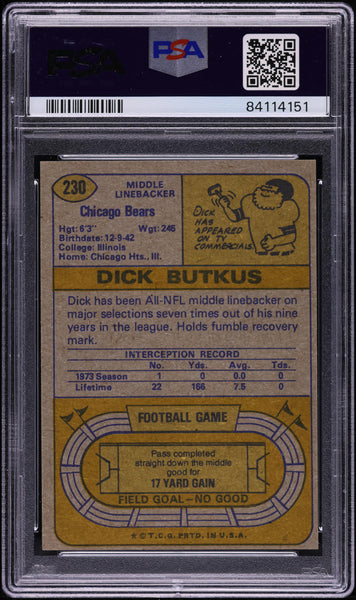 PSA
PSA
84114151
230
MIDDLE
LINEBACKER
Chicago Bears
Hgt: 6'3" Wgt: 245
Birthdate: 12-9-42
College: Illinois
Home: Chicago Hts., Ill.
DICK
HAS
APPEARED
ON TV
COMMERCIALS.
DICK BUTKUS
Dick has been All-NFL middle linebacker on
major selections seven times out of his nine
years in the league. Holds fumble recovery
mark.
INTERCEPTION RECORD
No. Yds. Avg. Tds.
1973 Season 1 0 0.0 0
Lifetime 22 166 7.5 0
FOOTBALL GAME
Pass completed
straight down the middle
good for
17 YARD GAIN
FIELD GOAL—NO GOOD
★ © T.C.G. PRTD. IN U.S.A.